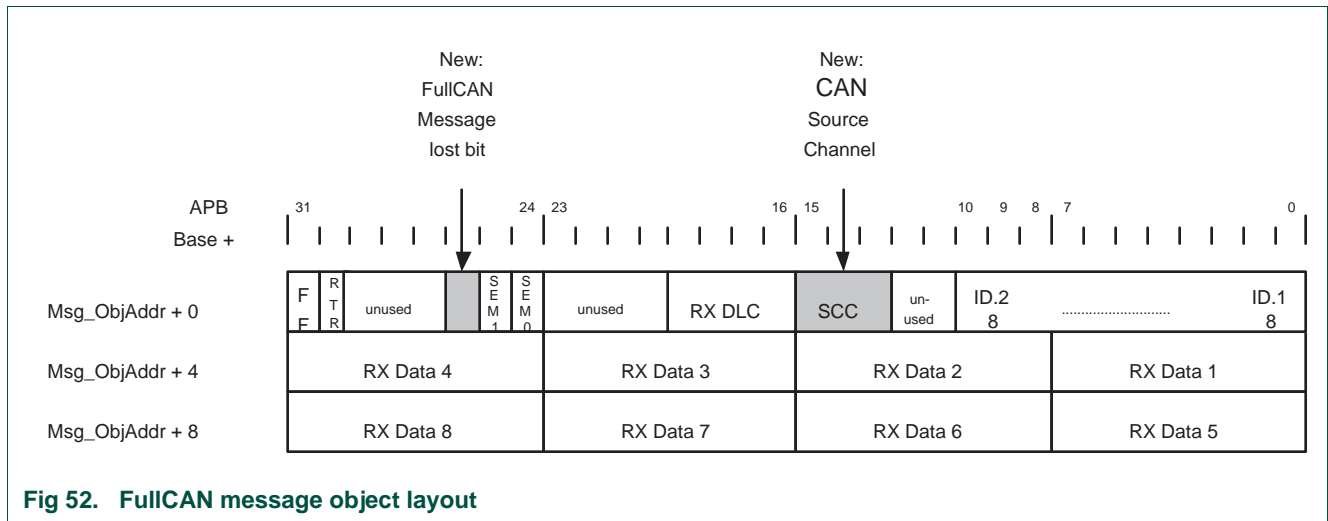 New:
FullCAN
Message
lost bit
New:
CAN
Source
Channel
APB
Base +
31 24 23 16 15 10 9 8 7 0
Msg_ObjAddr + 0
F
F
R
T
R
unused
S
E
M
1
S
E
M
0
unused
RX DLC
SCC
un-
used
ID.2
8
............................
ID.1
8
Msg_ObjAddr + 4
RX Data 4
RX Data 3
RX Data 2
RX Data 1
Msg_ObjAddr + 8
RX Data 8
RX Data 7
RX Data 6
RX Data 5
Fig 52. FullCAN message object layout